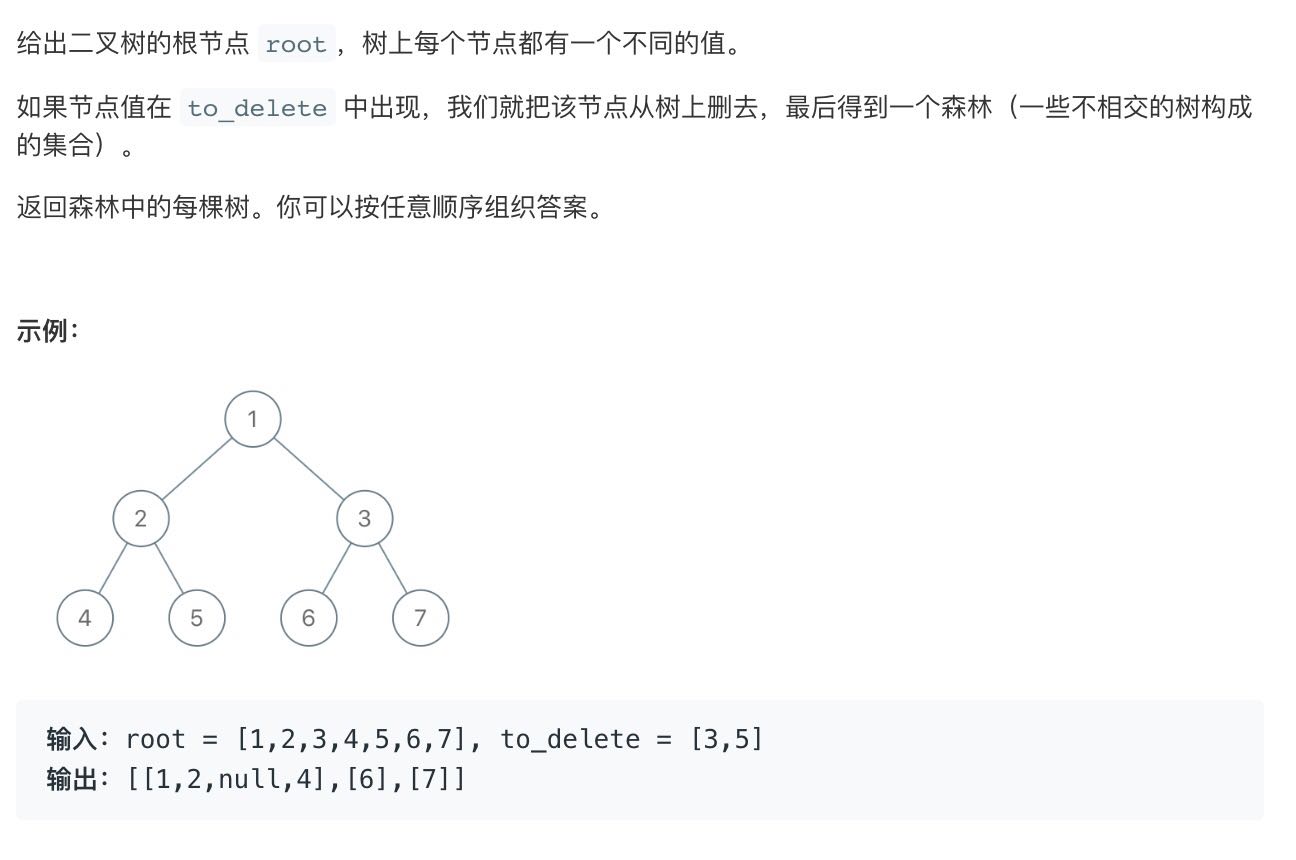 给出二叉树的根节点 root ，树上每个节点都有一个不同的值。
如果节点值在 to_delete 中出现，我们就把该节点从树上删去，最后得到一个森林（一些不相交的树构成
的集合）。
返回森林中的每棵树。你可以按任意顺序组织答案。
示例：
1
2 3
4 5 6 7
输入：root = [1,2,3,4,5,6,7], to_delete = [3,5]
输出：[[1,2,null,4],[6],[7]]